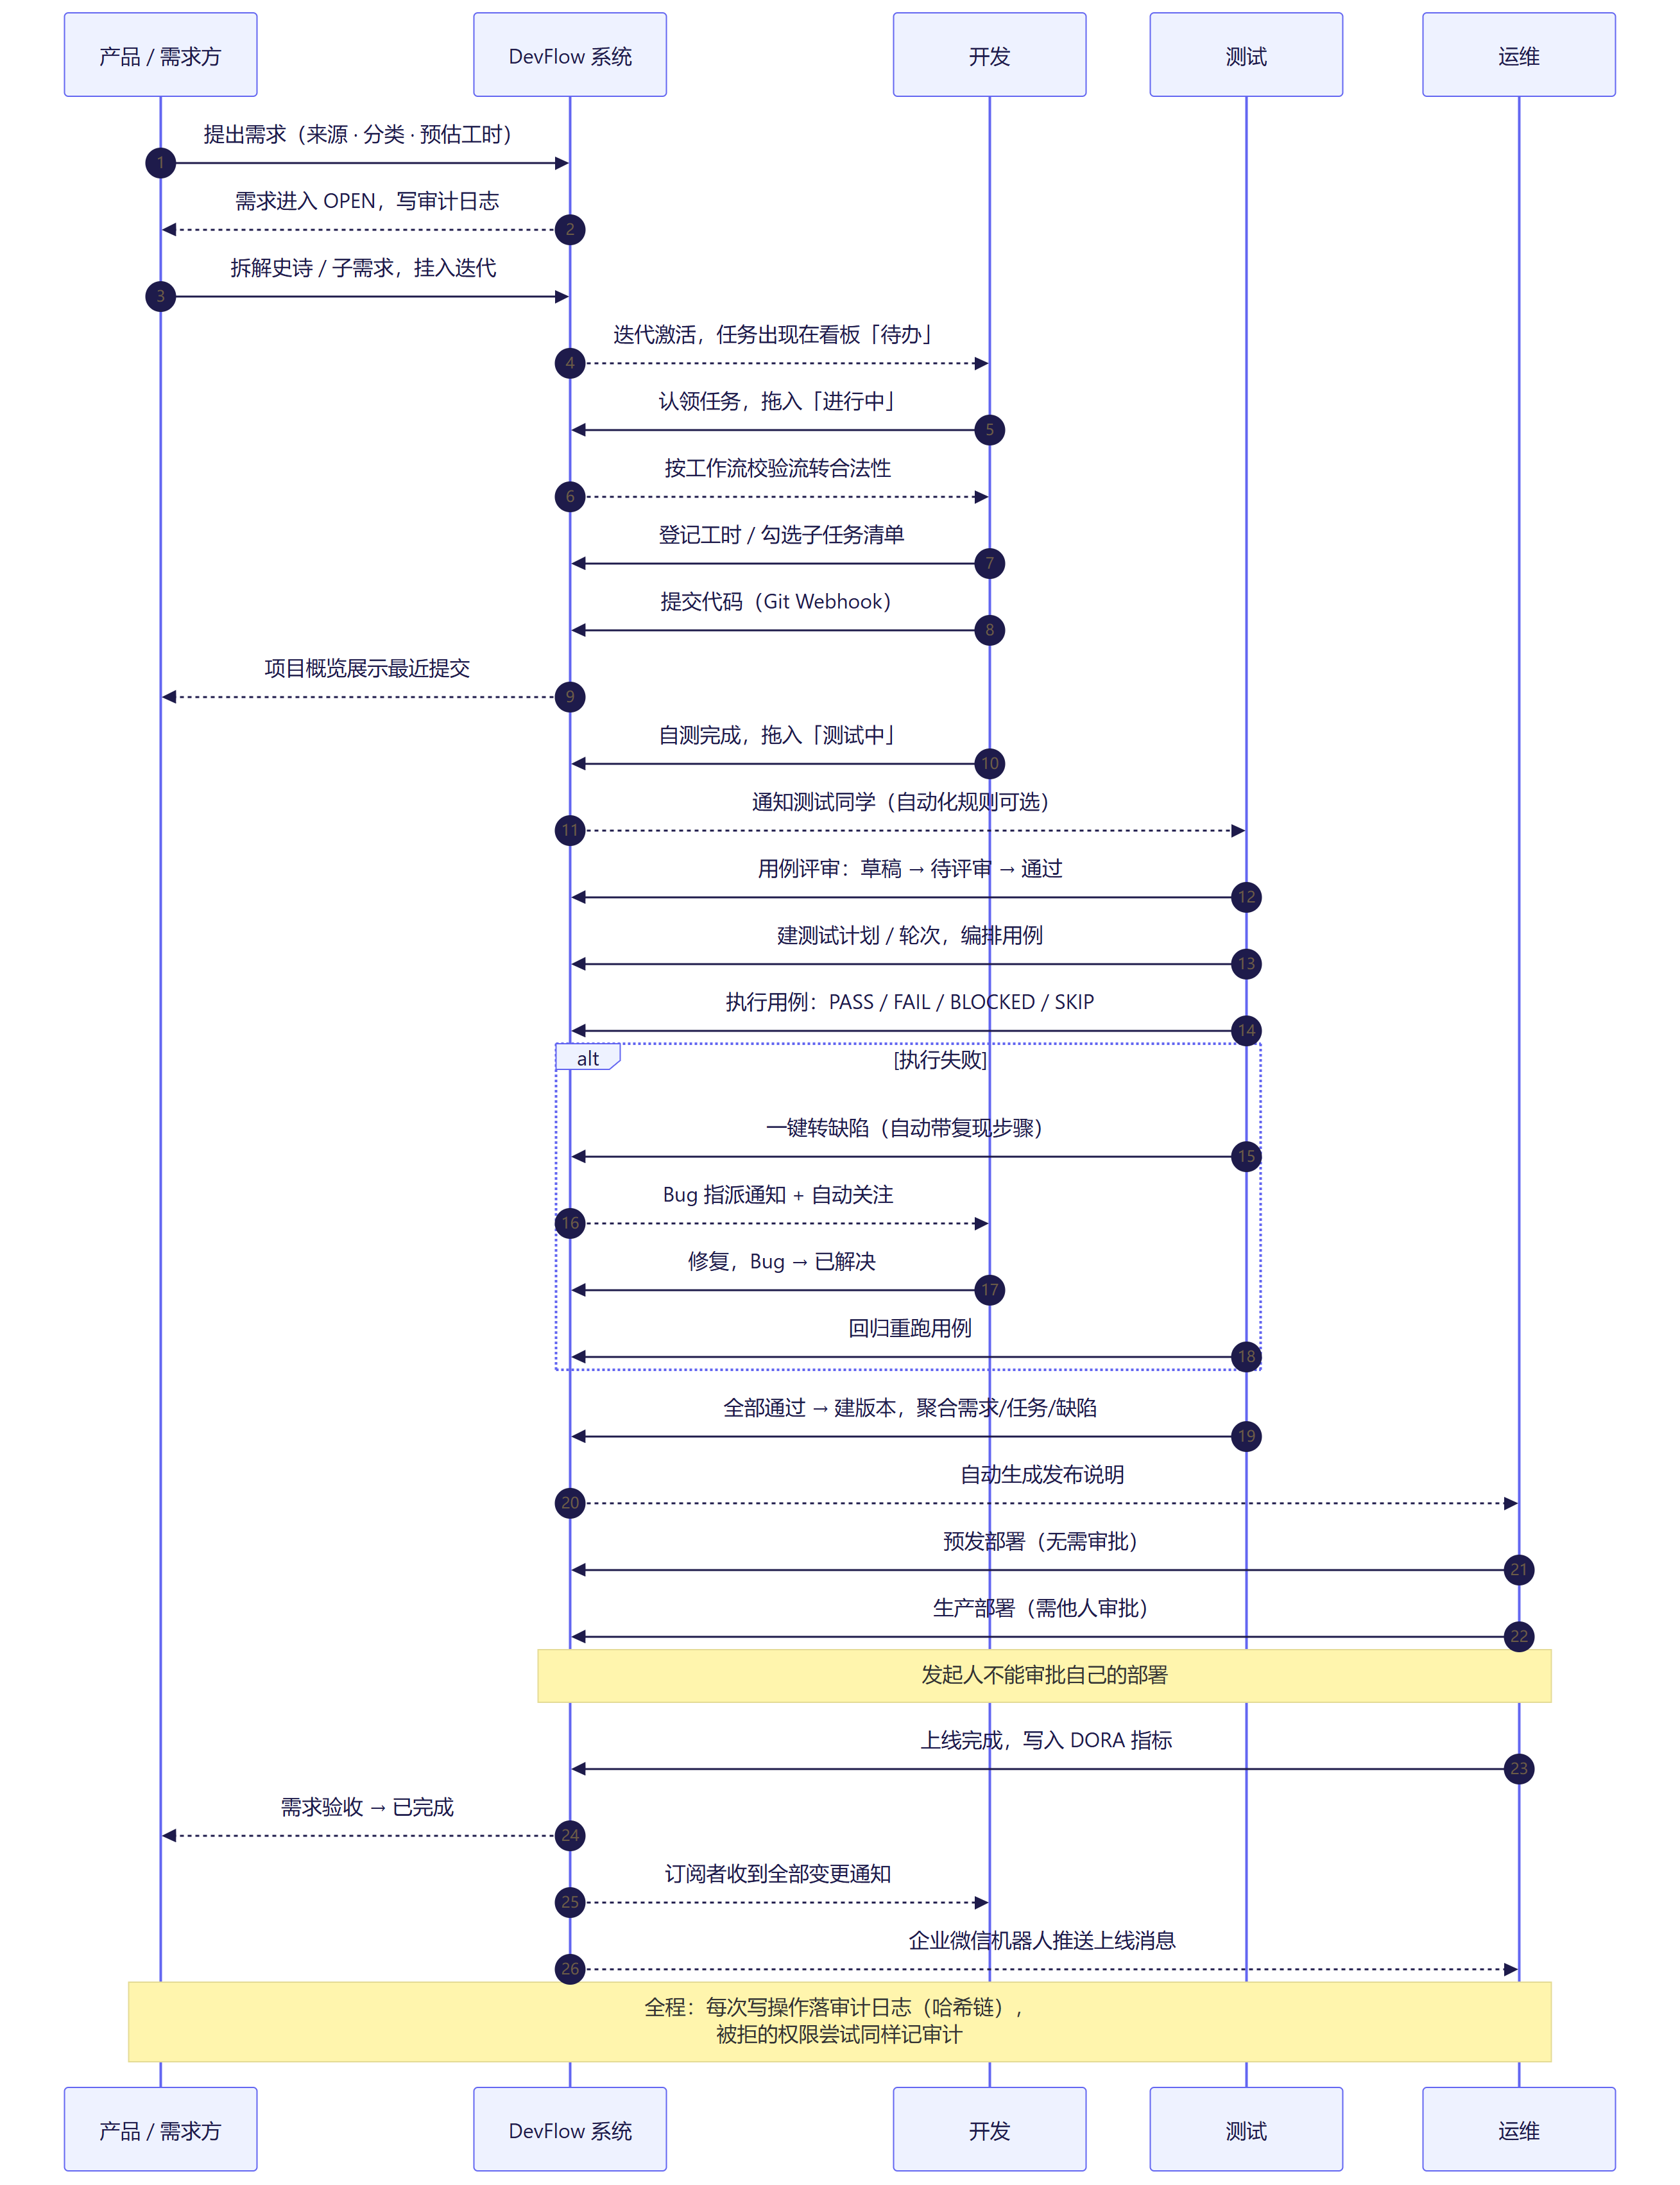 产品 / 需求方
DevFlow 系统
开发
测试
运维
提出需求（来源 · 分类 · 预估工时）
1
需求进入 OPEN，写审计日志
2
拆解史诗 / 子需求，挂入迭代
3
迭代激活，任务出现在看板「待办」
4
认领任务，拖入「进行中」
5
按工作流校验流转合法性
6
登记工时 / 勾选子任务清单
7
提交代码（Git Webhook）
8
项目概览展示最近提交
9
自测完成，拖入「测试中」
10
通知测试同学（自动化规则可选）
11
用例评审：草稿 → 待评审 → 通过
12
建测试计划 / 轮次，编排用例
13
执行用例：PASS / FAIL / BLOCKED / SKIP
14
alt
[执行失败]
一键转缺陷（自动带复现步骤）
15
Bug 指派通知 + 自动关注
16
修复，Bug → 已解决
17
回归重跑用例
18
全部通过 → 建版本，聚合需求/任务/缺陷
19
自动生成发布说明
20
预发部署（无需审批）
21
生产部署（需他人审批）
22
发起人不能审批自己的部署
上线完成，写入 DORA 指标
23
需求验收 → 已完成
24
订阅者收到全部变更通知
25
企业微信机器人推送上线消息
26
全程：每次写操作落审计日志（哈希链），
被拒的权限尝试同样记审计
产品 / 需求方
DevFlow 系统
开发
测试
运维